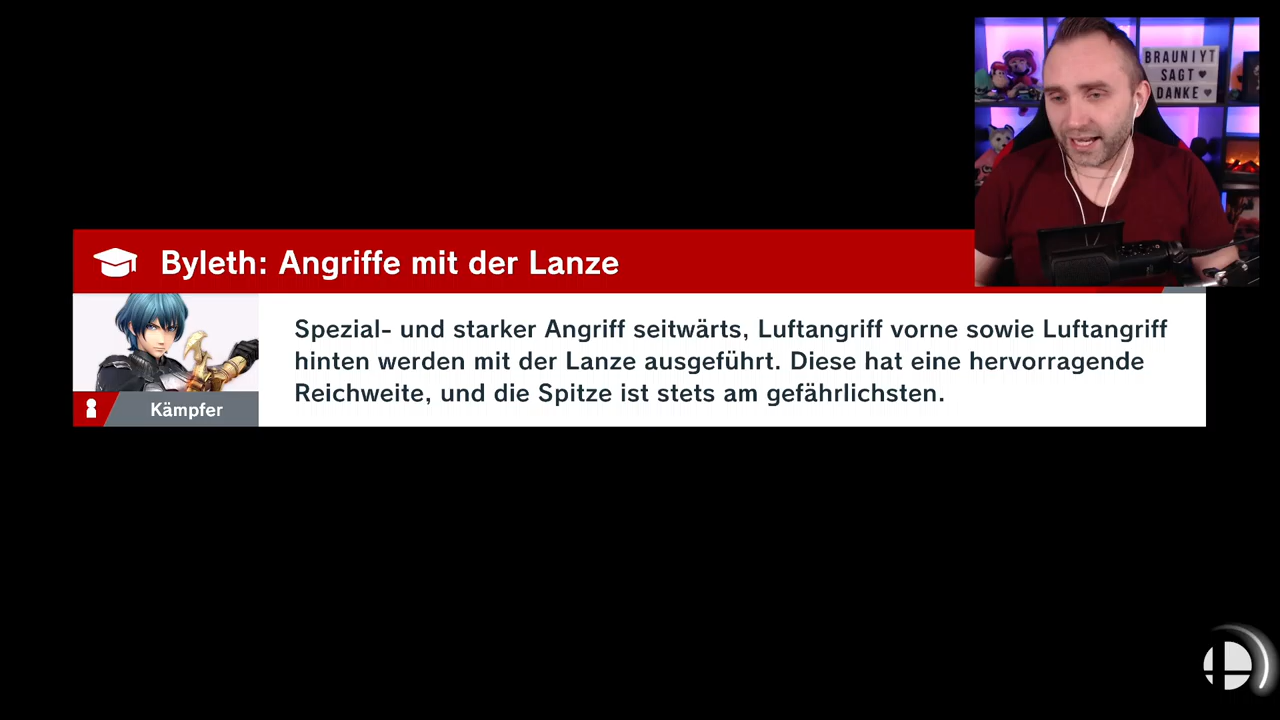 BRAUNIYT
SAGT ♥
DANKE ♥
Byleth: Angriffe mit der Lanze
Spezial- und starker Angriff seitwärts, Luftangriff vorne sowie Luftangriff
hinten werden mit der Lanze ausgeführt. Diese hat eine hervorragende
Reichweite, und die Spitze ist stets am gefährlichsten.
Kämpfer